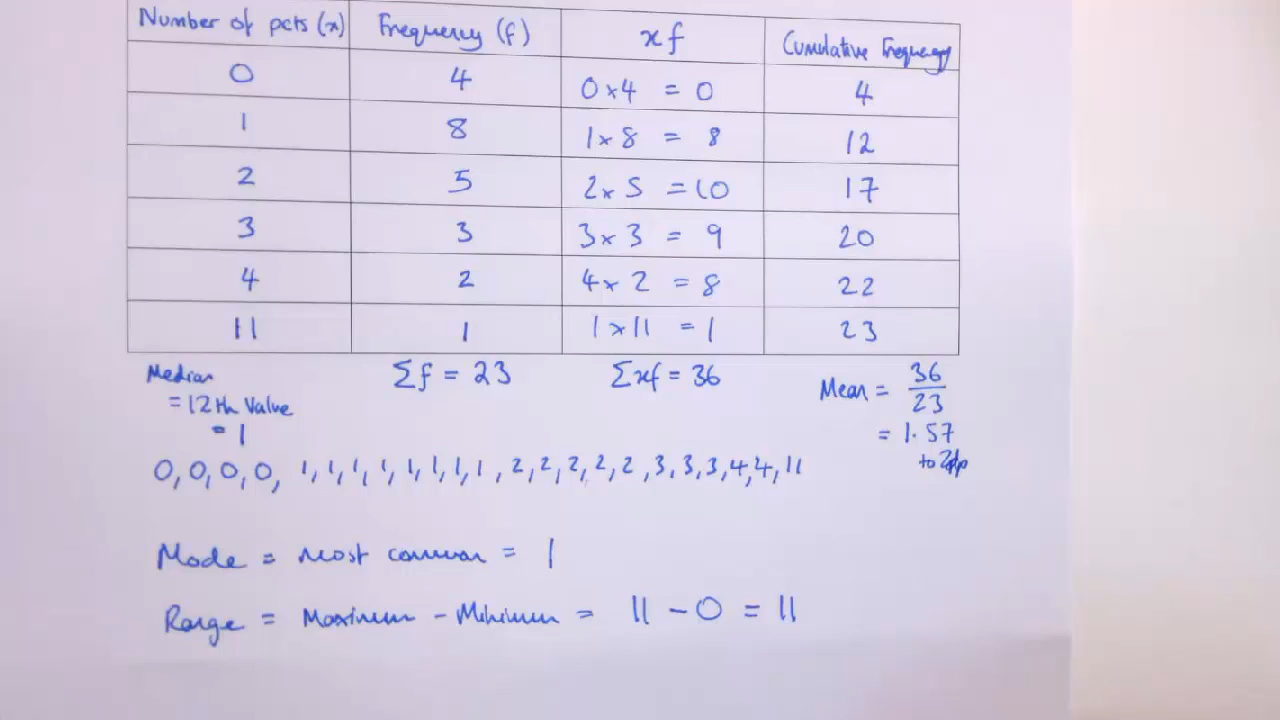 Number of pets (x) Frequency (f) xf Cumulative Frequency
0 4 0 x 4 = 0 4
1 8 1 x 8 = 8 12
2 5 2 x 5 = 10 17
3 3 3 x 3 = 9 20
4 2 4 x 2 = 8 22
11 1 1 x 11 = 1 23
Σf = 23 Σxf = 36
Median
= 12th Value
= 1
Mean = 36/23
= 1.57
to 2dp
0, 0, 0, 0, 1, 1, 1, 1, 1, 1, 1, 1, 2, 2, 2, 2, 2, 3, 3, 3, 4, 4, 11
Mode = most common = 1
Range = Maximum - Minimum = 11 - 0 = 11